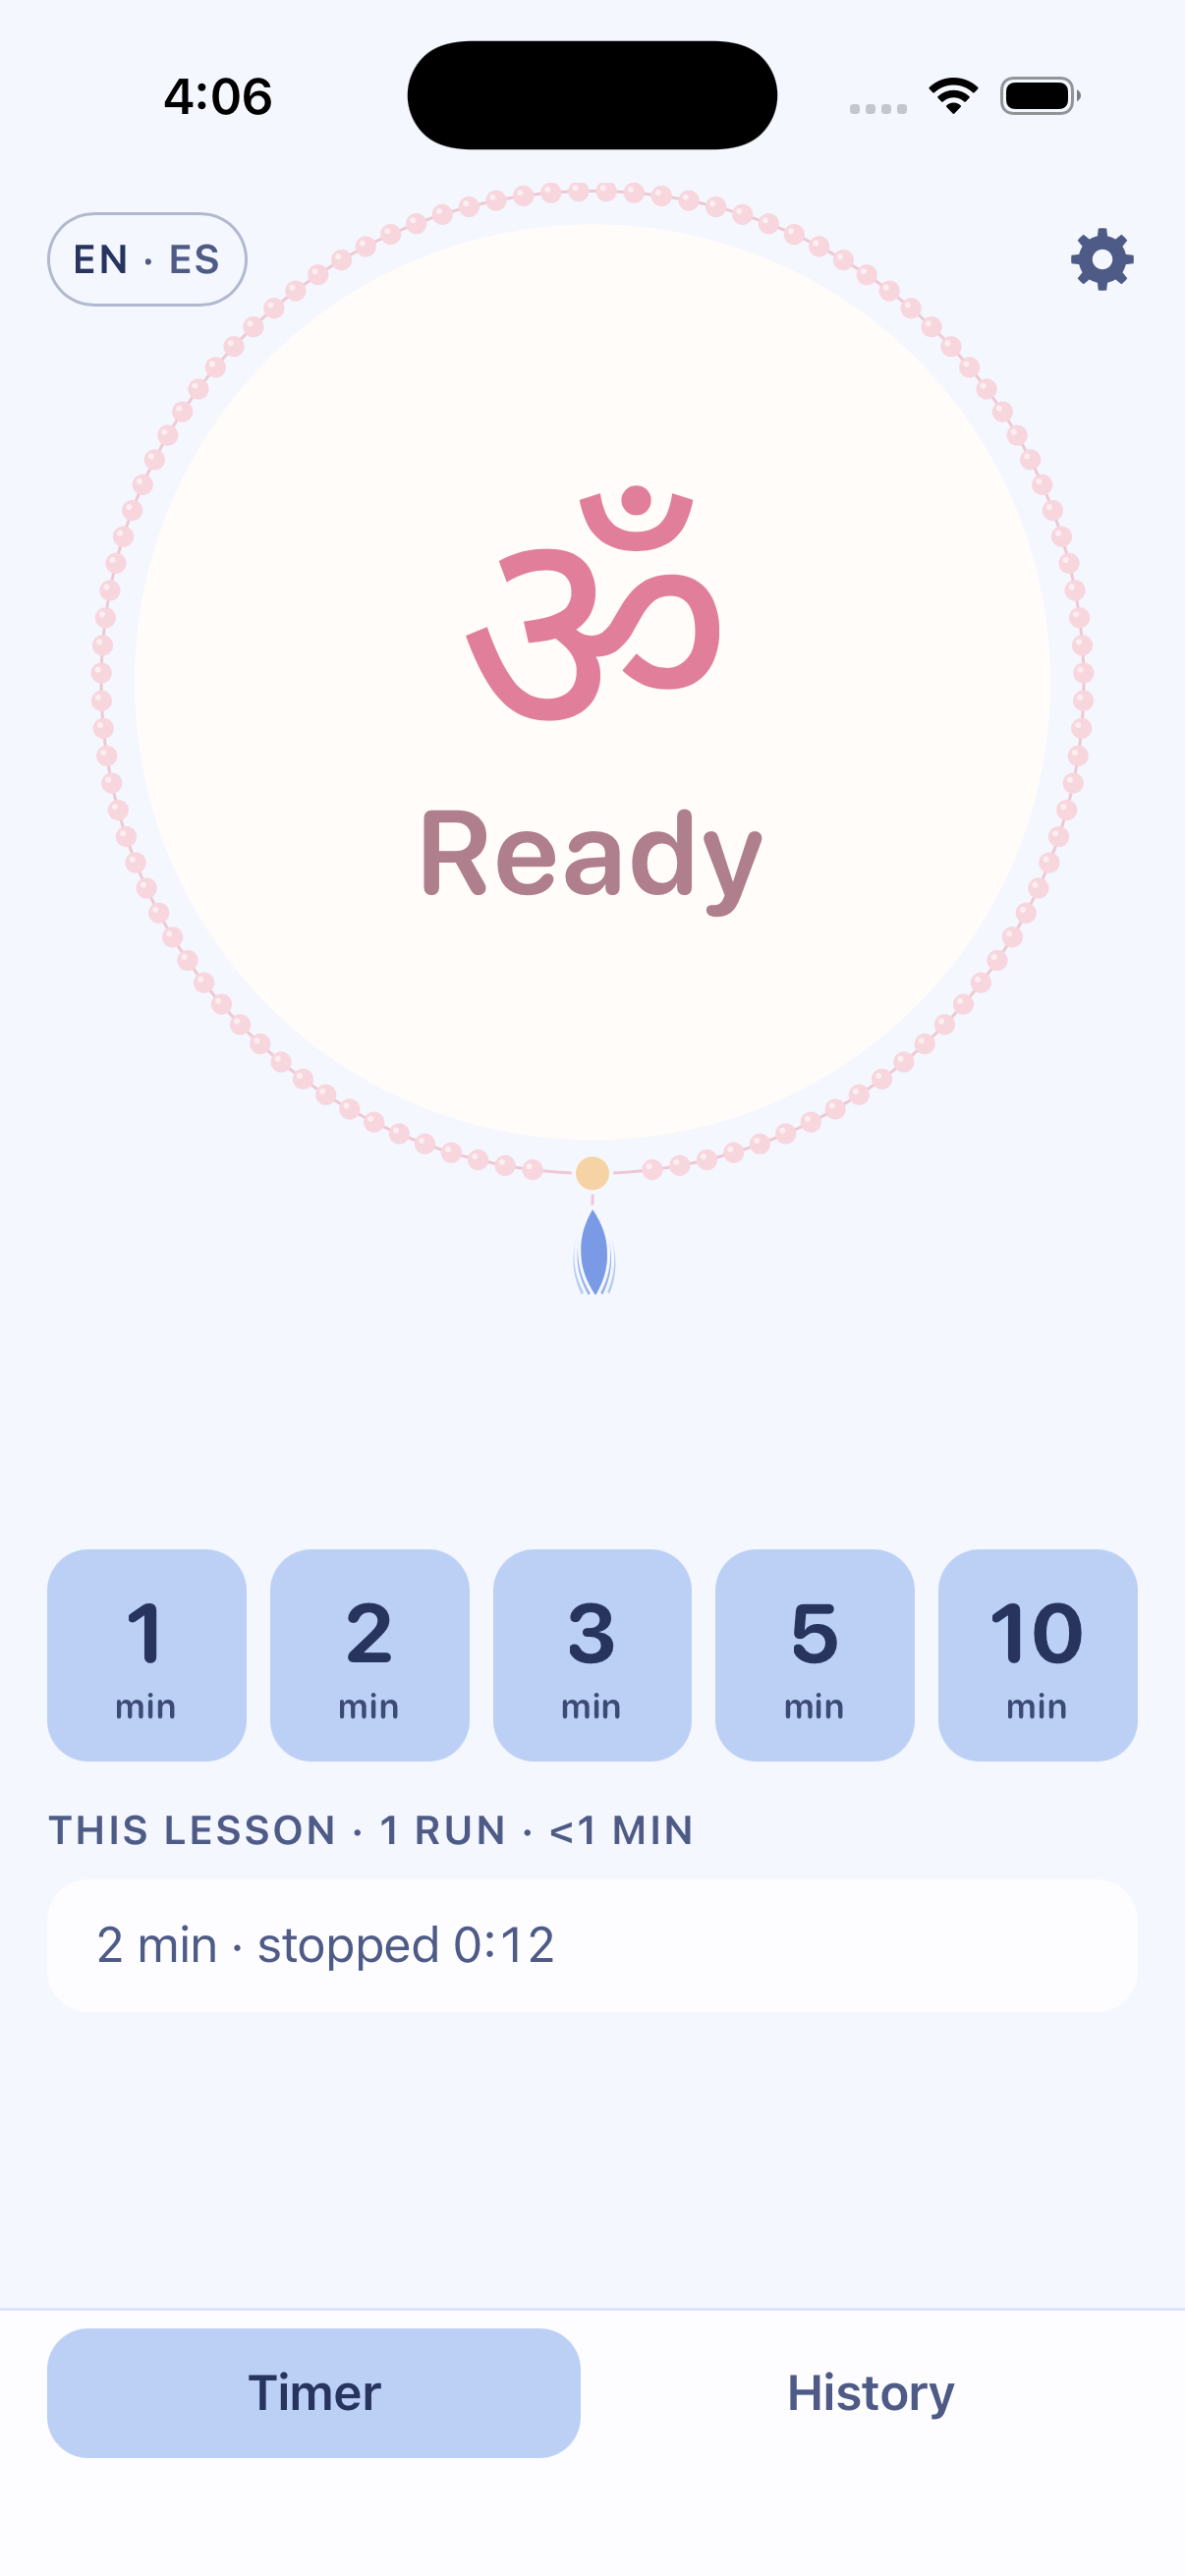 4:06
EN · ES
ॐ
Ready
1 min
2 min
3 min
5 min
10 min
THIS LESSON · 1 RUN · <1 MIN
2 min · stopped 0:12
Timer
History